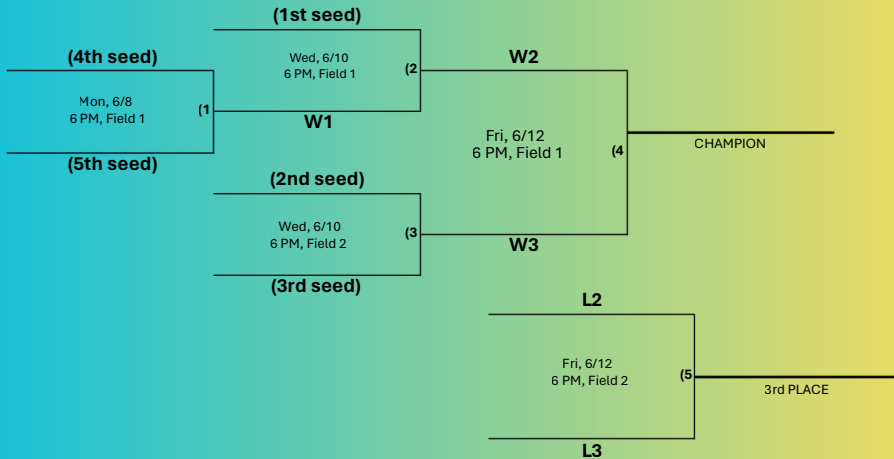 (1st seed)
(4th seed)
Wed, 6/10
6 PM, Field 1
(2
W2
Mon, 6/8
6 PM, Field 1
(1
W1
(5th seed)
Fri, 6/12
6 PM, Field 1
(4
CHAMPION
(2nd seed)
Wed, 6/10
6 PM, Field 2
(3
W3
(3rd seed)
L2
Fri, 6/12
6 PM, Field 2
(5
3rd PLACE
L3